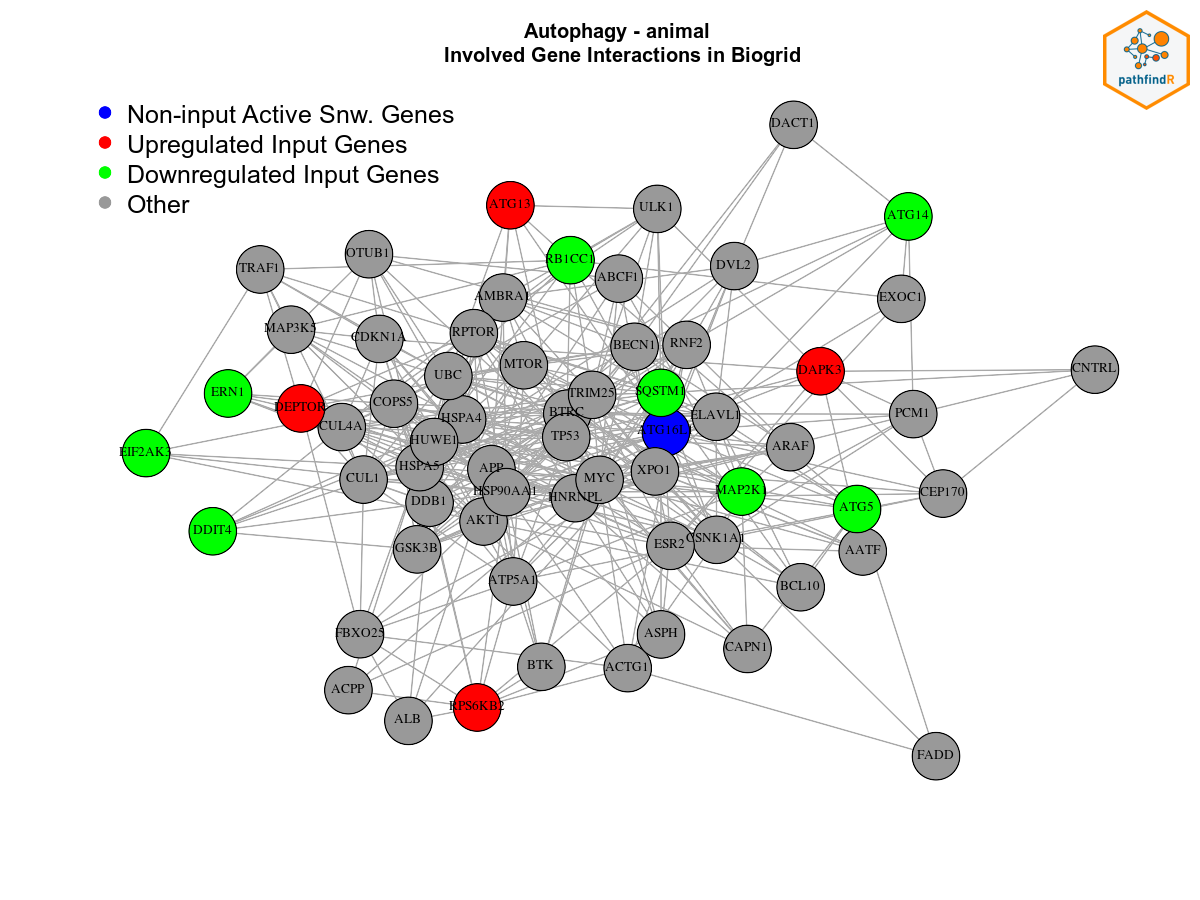 Autophagy - animal
Involved Gene Interactions in Biogrid
pathfindR
Non-input Active Snw. Genes
Upregulated Input Genes
Downregulated Input Genes
Other
DACT1
ATG13
ULK1
ATG14
OTUB1
RB1CC1
TRAF1
ABCF1
DVL2
AMBRA1
EXOC1
MAP3K5
CDKN1A
RPTOR
BECN1
RNF2
MTOR
UBC
DAPK3
CNTRL
ERN1
TRIM25
SQSTM1
DEPTOR
COPS5
BTRC
ELAVL1
PCM1
CUL4A
HSPA4
HUWE1
TP53
ATG16L1
ARAF
EIF2AK3
HSPA5
APP
XPO1
CUL1
MYC
HSP90AA1
MAP2K1
CEP170
DDB1
HNRNPL
ATG5
DDIT4
AKT1
GSK3B
ESR2
CSNK1A1
AATF
ATP5A1
BCL10
FBXO25
ASPH
CAPN1
BTK
ACTG1
ACPP
RPS6KB2
ALB
FADD